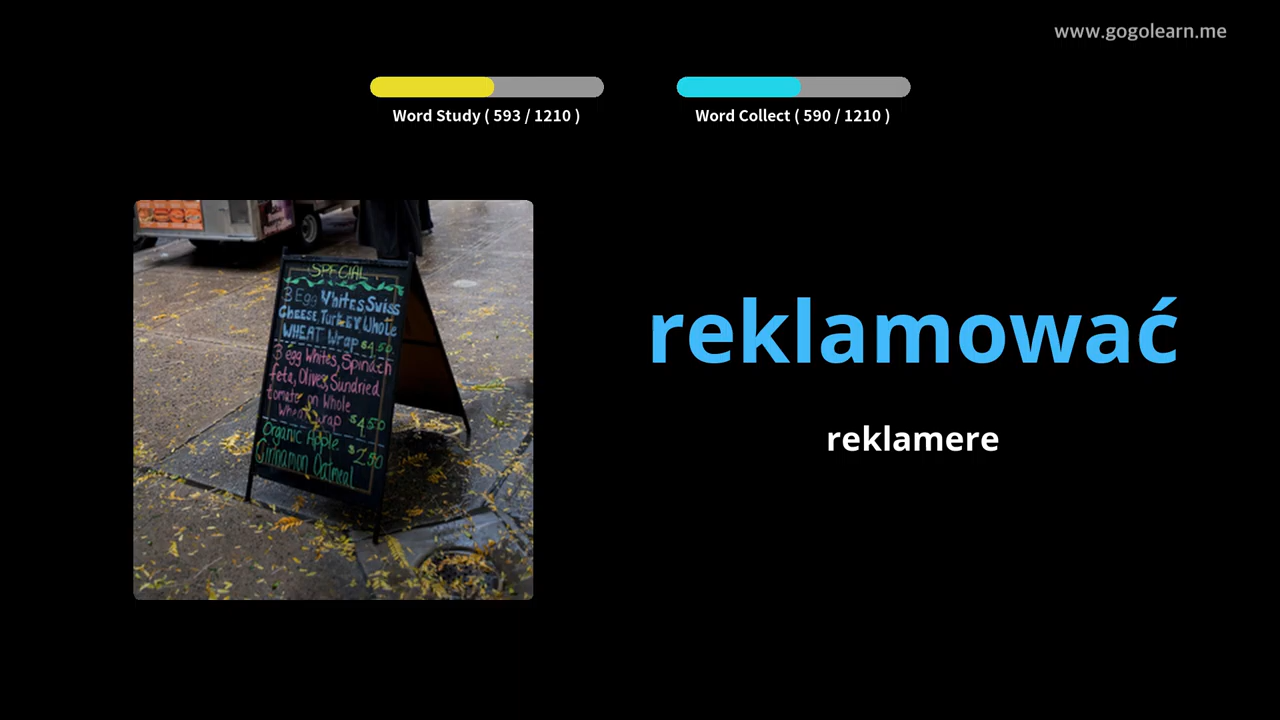 www.gogolearn.me
Word Study ( 593 / 1210 )
Word Collect ( 590 / 1210 )
SPECIAL
3 Egg Whites, Swiss
Cheese, Turkey Whole
WHEAT Wrap $4.50
3 egg Whites, Spinach
feta, Olives, Sundried
tomato on Whole
Wheat Wrap $4.50
Organic Apple
Cinnamon Oatmeal $2.50
reklamować
reklamere